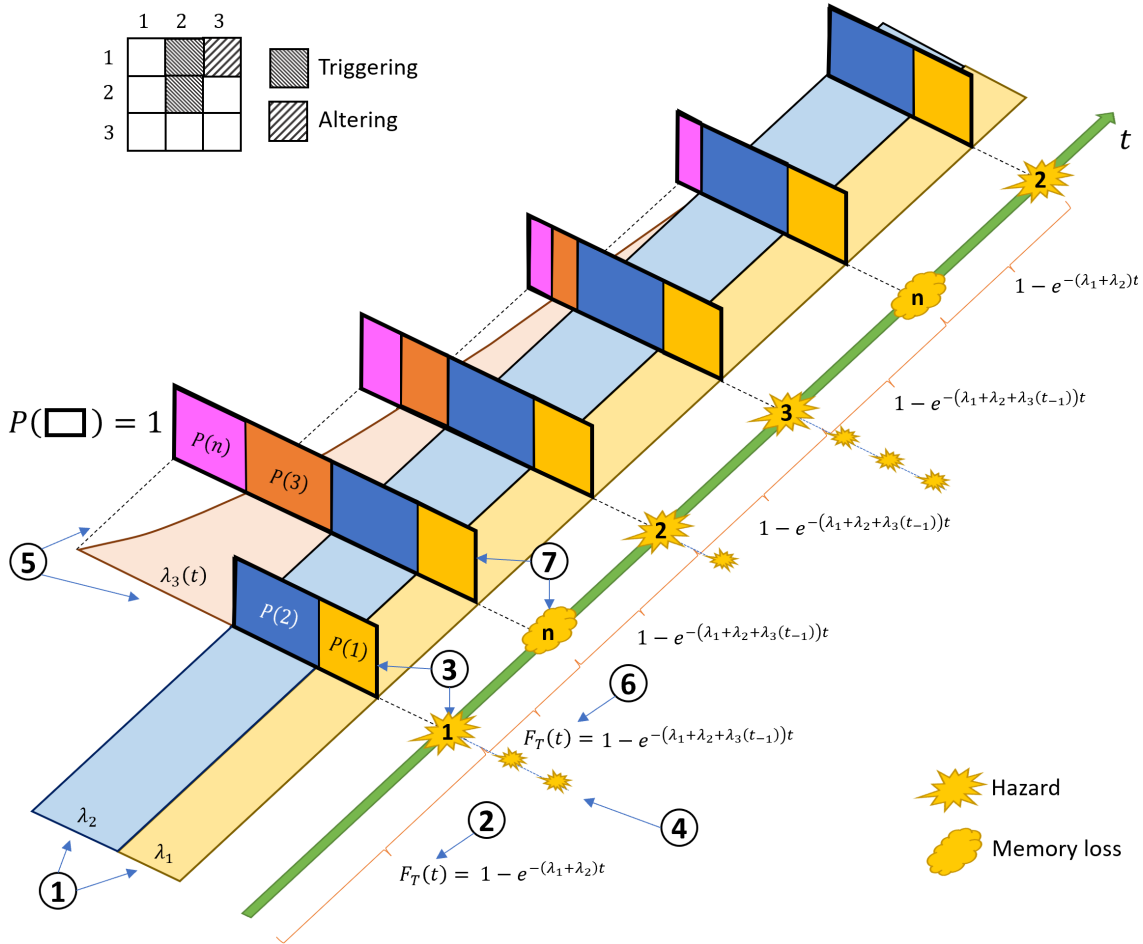 1 2 3
1
2
3
Triggering
Altering
t
2
n
1 − e^−(λ₁+λ₂)t
3
1 − e^−(λ₁+λ₂+λ₃(t₋₁))t
P(▭) = 1
P(n)
P(3)
2
1 − e^−(λ₁+λ₂+λ₃(t₋₁))t
5
7
λ₃(t)
P(2)
P(1)
n
1 − e^−(λ₁+λ₂+λ₃(t₋₁))t
3
6
1
F_T(t) = 1 − e^−(λ₁+λ₂+λ₃(t₋₁))t
Hazard
λ₂
2
4
λ₁
Memory loss
F_T(t) = 1 − e^−(λ₁+λ₂)t
1